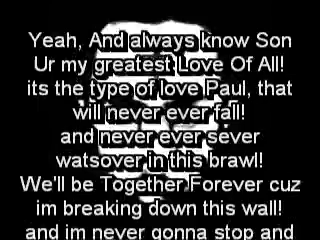 Yeah, And always know Son
Ur my greatest Love Of All!
its the type of love Paul, that
will never ever fall!
and never ever sever
watsover in this brawl!
We'll be Together Forever cuz
im breaking down this wall!
and im never gonna stop and